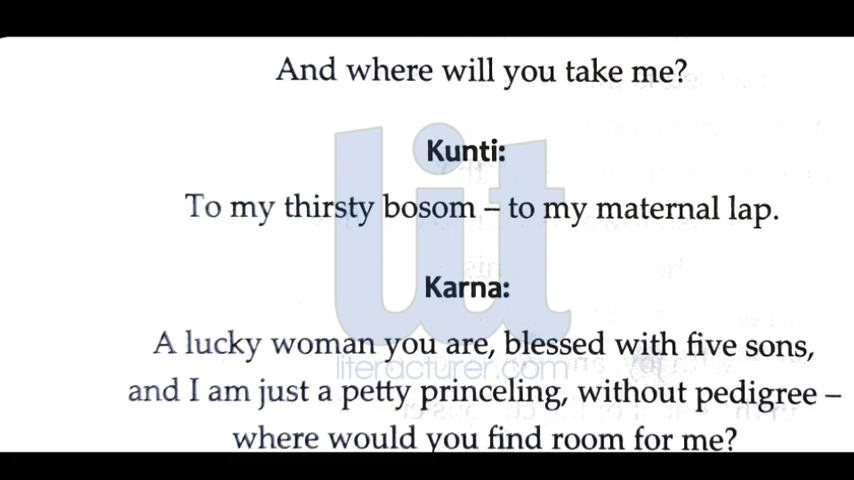 And where will you take me?
Kunti:
To my thirsty bosom – to my maternal lap.
Karna:
A lucky woman you are, blessed with five sons,
literacturer.com
and I am just a petty princeling, without pedigree –
where would you find room for me?